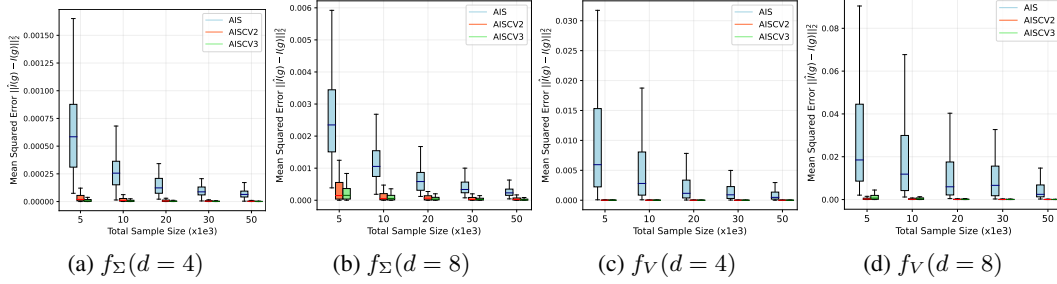 Mean Squared Error ||Î(g) − I(g)||₂²
0.00150
0.00125
0.00100
0.00075
0.00050
0.00025
0.00000
AIS
AISCV2
AISCV3
5 10 20 30 50
Total Sample Size (x1e3)
(a) f_Σ(d = 4)
Mean Squared Error ||Î(g) − I(g)||₂²
0.006
0.005
0.004
0.003
0.002
0.001
0.000
AIS
AISCV2
AISCV3
5 10 20 30 50
Total Sample Size (x1e3)
(b) f_Σ(d = 8)
Mean Squared Error ||Î(g) − I(g)||₂²
0.030
0.025
0.020
0.015
0.010
0.005
0.000
AIS
AISCV2
AISCV3
5 10 20 30 50
Total Sample Size (x1e3)
(c) f_V(d = 4)
Mean Squared Error ||Î(g) − I(g)||₂²
0.08
0.06
0.04
0.02
0.00
AIS
AISCV2
AISCV3
5 10 20 30 50
Total Sample Size (x1e3)
(d) f_V(d = 8)